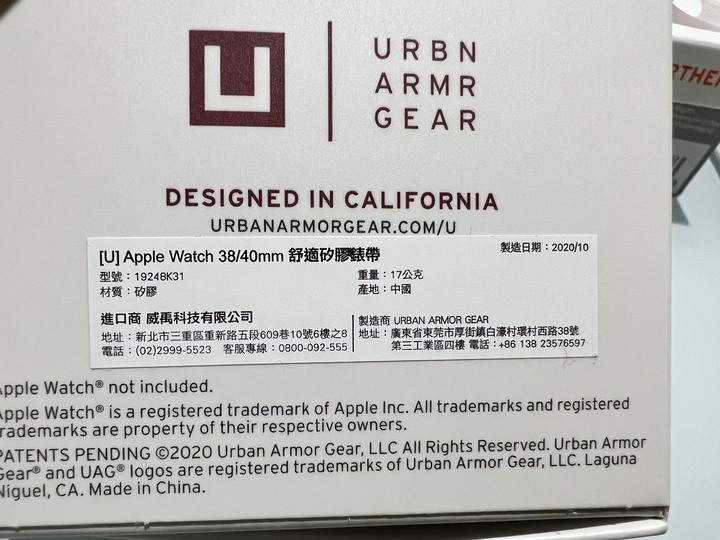 U
URBN
ARMR
GEAR
DESIGNED IN CALIFORNIA
URBANARMORGEAR.COM/U
[U] Apple Watch 38/40mm 舒適矽膠錶帶
製造日期：2020/10
型號：19248K31
重量：17公克
材質：矽膠
產地：中國
進口商 威禹科技有限公司
地址：新北市三重區重新路五段609巷10號6樓之8
電話：(02)2999-5523 客服專線：0800-092-555
製造商 URBAN ARMOR GEAR
地址：廣東省東莞市厚街鎮白濠村環村西路38號
第三工業區四樓 電話：+86 138 23576597
Apple Watch® not included.
Apple Watch® is a registered trademark of Apple Inc. All trademarks and registered
trademarks are property of their respective owners.
PATENTS PENDING ©2020 Urban Armor Gear, LLC All Rights Reserved. Urban Armor
Gear® and UAG® logos are registered trademarks of Urban Armor Gear, LLC. Laguna
Niguel, CA. Made in China.